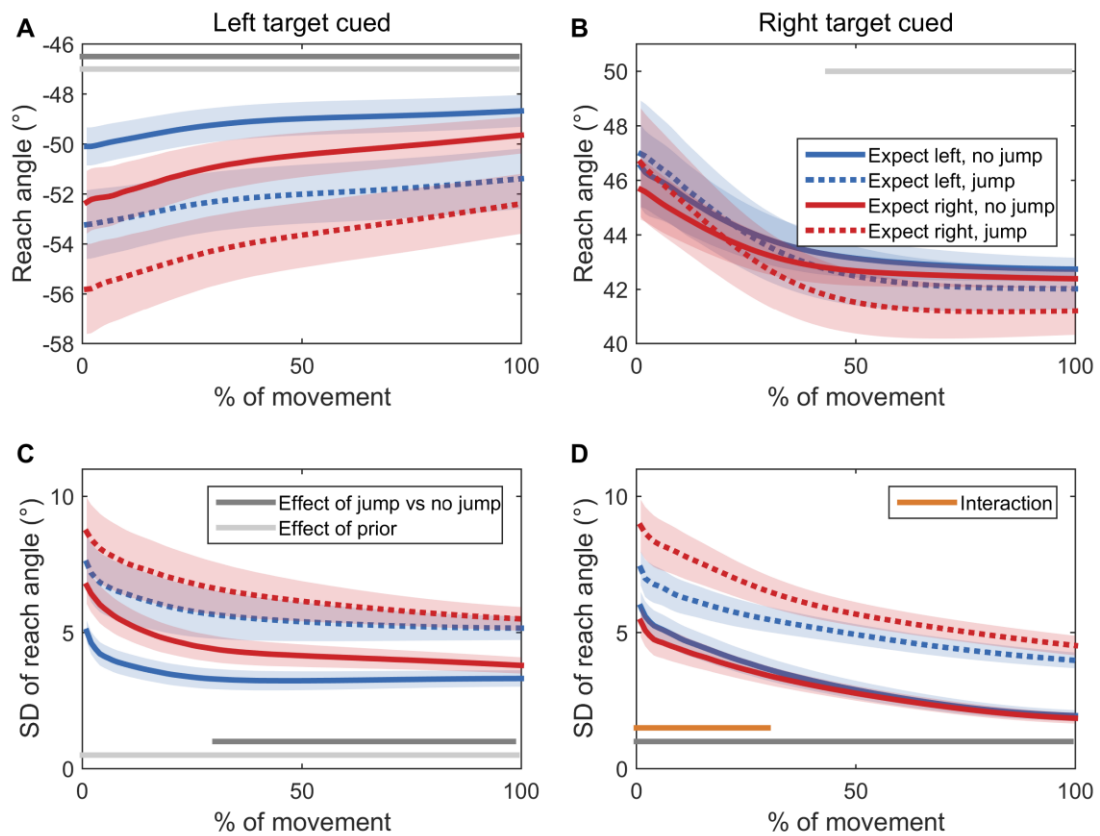 A
Left target cued
-46
-48
-50
-52
-54
-56
-58
Reach angle (°)
0
50
100
% of movement
B
Right target cued
50
48
46
44
42
40
Reach angle (°)
Expect left, no jump
Expect left, jump
Expect right, no jump
Expect right, jump
0
50
100
% of movement
C
10
5
0
SD of reach angle (°)
Effect of jump vs no jump
Effect of prior
0
50
100
% of movement
D
10
5
0
SD of reach angle (°)
Interaction
0
50
100
% of movement